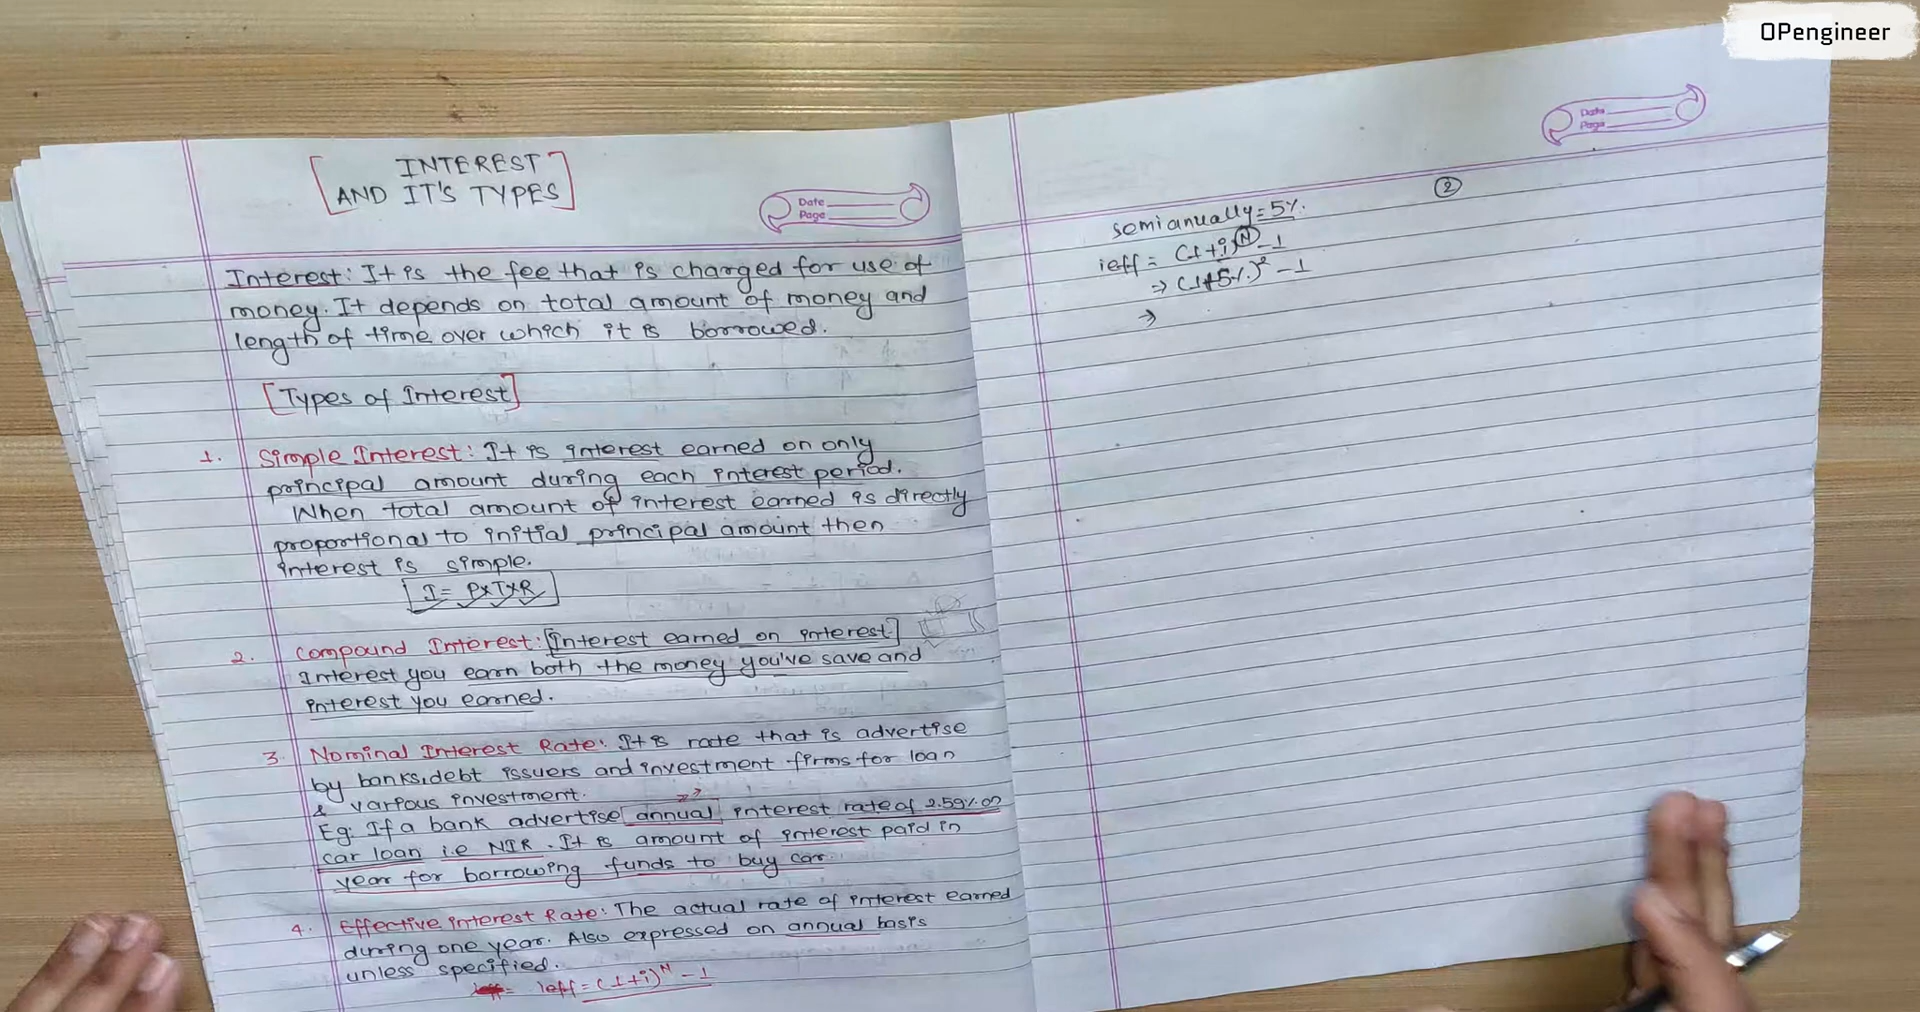 OPengineer
INTEREST
AND IT'S TYPES
Date
Page
Interest: It is the fee that is charged for use of
money. It depends on total amount of money and
length of time over which it is borrowed.
[Types of Interest]
1. Simple Interest: It is interest earned on only
principal amount during each interest period.
When total amount of interest earned is directly
proportional to initial principal amount then
interest is simple.
I = P×T×R
2. Compound Interest: [Interest earned on interest]
Interest you earn both the money you've save and
interest you earned.
3. Nominal Interest Rate: It is rate that is advertise
by banks, debt issuers and investment firms for loan
& various investment.
Eg: If a bank advertise annual interest rate of 2.59% on
car loan i.e NIR. It is amount of interest paid in
year for borrowing funds to buy car.
4. Effective interest Rate: The actual rate of interest earned
during one year. Also expressed on annual basis
unless specified.
ieff = (1+i)^N - 1
Date
Page
2
semianually = 5%.
ieff = (1+i)^N - 1
⇒ (1+5%)^2 - 1
⇒